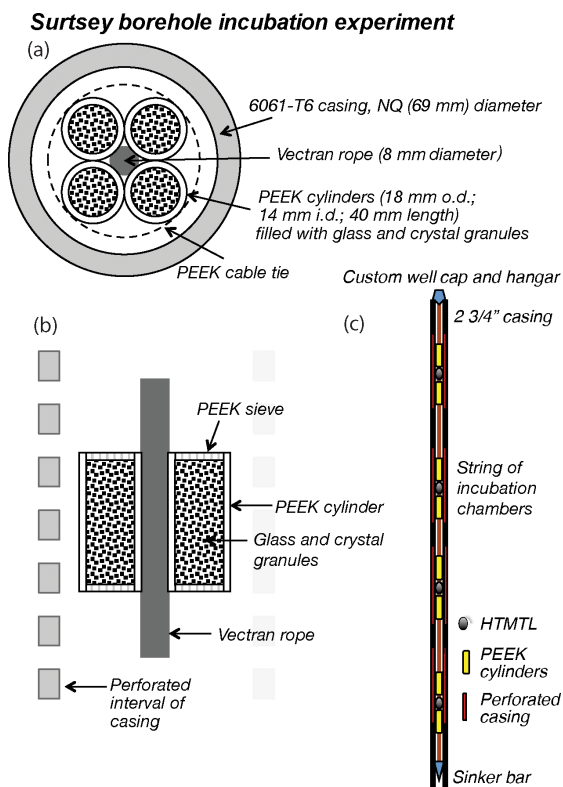 Surtsey borehole incubation experiment
(a)
6061-T6 casing, NQ (69 mm) diameter
Vectran rope (8 mm diameter)
PEEK cylinders (18 mm o.d.;
14 mm i.d.; 40 mm length)
filled with glass and crystal granules
PEEK cable tie
(b)
PEEK sieve
PEEK cylinder
Glass and crystal
granules
Vectran rope
Perforated
interval of
casing
(c)
Custom well cap and hangar
2 3/4” casing
String of
incubation
chambers
HTMTL
PEEK
cylinders
Perforated
casing
Sinker bar